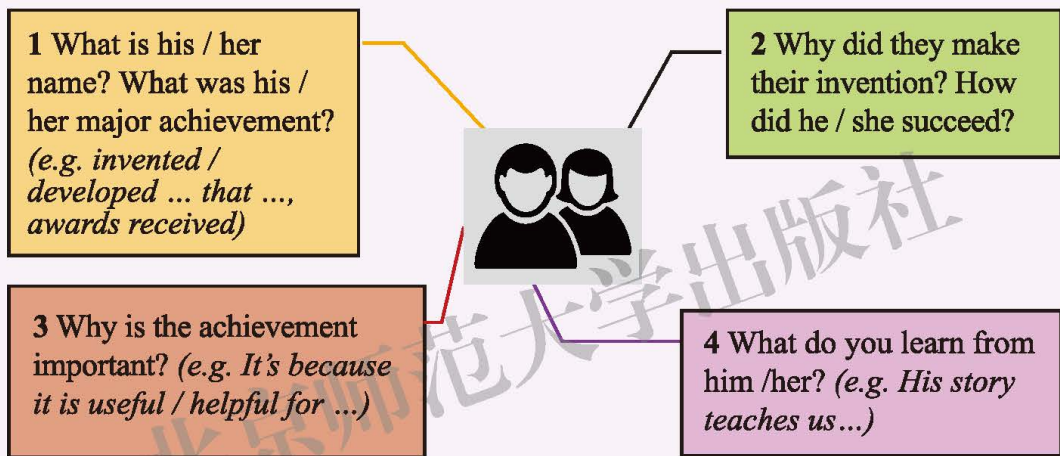 1 What is his / her
name? What was his /
her major achievement?
(e.g. invented /
developed ... that ...,
awards received)
2 Why did they make
their invention? How
did he / she succeed?
3 Why is the achievement
important? (e.g. It's because
it is useful / helpful for ...)
4 What do you learn from
him /her? (e.g. His story
teaches us ...)
北京师范大学出版社